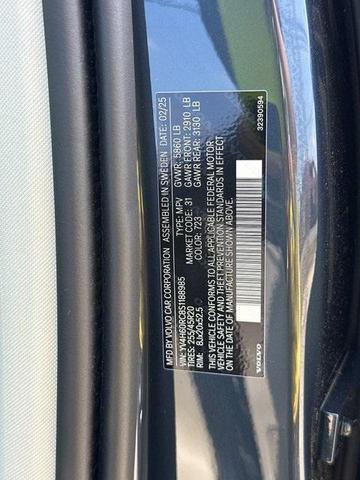 MFD BY VOLVO CAR CORPORATION ASSEMBLED IN SWEDEN DATE: 02/25
GVWR: 5860 LB
GAWR FRONT: 2910 LB
GAWR REAR: 3130 LB
VIN: YV4H60RC8S1188985 TYPE: MPV
TIRES: 255/45R20 MARKET: 31
RIM: 8Jx20x52.5 COLOR: 723
THIS VEHICLE CONFORMS TO ALL APPLICABLE FEDERAL MOTOR
VEHICLE SAFETY AND THEFT PREVENTION STANDARDS
IN EFFECT ON THE DATE OF MANUFACTURE SHOWN ABOVE.
VOLVO 32390594